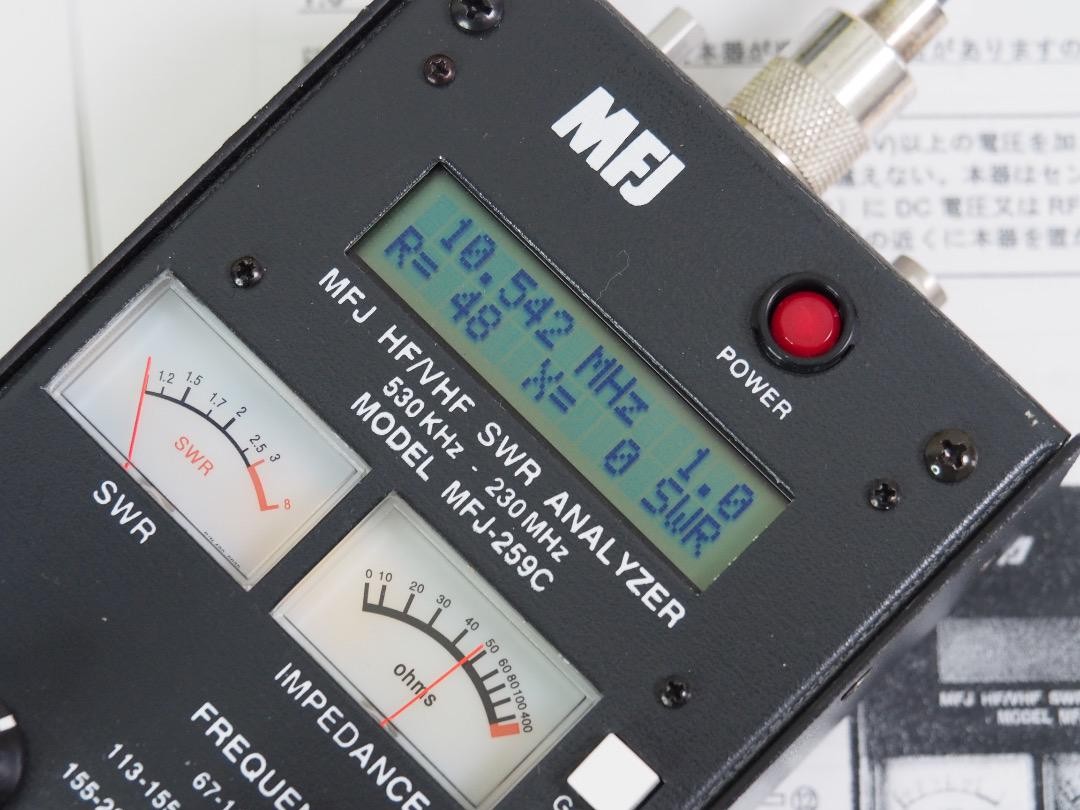 MFJ
10.542 MHz 1.0
R= 48 X= 0 SWR
POWER
MFJ HF/VHF SWR ANALYZER
530 KHz - 230 MHz
MODEL MFJ-259C
1.2 1.5 1.7 2 2.5 3 8
SWR
SWR
0 10 20 30 40 50 60 80 100 400
ohms
IMPEDANCE
FREQUEN
67-1
113-155
155-2
G
本器が
がありますの
V)以上の電圧を加
越えない。本器はセン
)に DC 電圧又は RF
の近くに本器を置
MFJ HF/VHF SW
MODEL MF